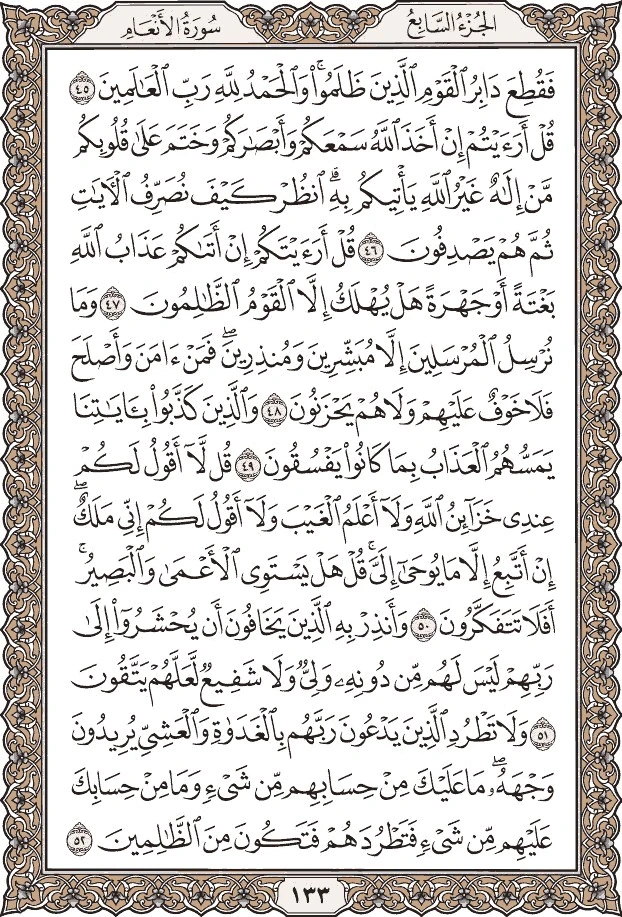 الجُزْءُ السَّابِعُ
سُورَةُ الأَنْعَام
فَقُطِعَ دَابِرُ ٱلْقَوْمِ ٱلَّذِينَ ظَلَمُوا۟ ۚ وَٱلْحَمْدُ لِلَّهِ رَبِّ ٱلْعَـٰلَمِينَ ٤٥
قُلْ أَرَءَيْتُمْ إِنْ أَخَذَ ٱللَّهُ سَمْعَكُمْ وَأَبْصَـٰرَكُمْ وَخَتَمَ عَلَىٰ قُلُوبِكُم
مَّنْ إِلَـٰهٌ غَيْرُ ٱللَّهِ يَأْتِيكُم بِهِ ۗ ٱنظُرْ كَيْفَ نُصَرِّفُ ٱلْـَٔايَـٰتِ
ثُمَّ هُمْ يَصْدِفُونَ ٤٦ قُلْ أَرَءَيْتَكُمْ إِنْ أَتَىٰكُمْ عَذَابُ ٱللَّهِ
بَغْتَةً أَوْ جَهْرَةً هَلْ يُهْلَكُ إِلَّا ٱلْقَوْمُ ٱلظَّـٰلِمُونَ ٤٧ وَمَا
نُرْسِلُ ٱلْمُرْسَلِينَ إِلَّا مُبَشِّرِينَ وَمُنذِرِينَ ۖ فَمَنْ ءَامَنَ وَأَصْلَحَ
فَلَا خَوْفٌ عَلَيْهِمْ وَلَا هُمْ يَحْزَنُونَ ٤٨ وَٱلَّذِينَ كَذَّبُوا۟ بِـَٔايَـٰتِنَا
يَمَسُّهُمُ ٱلْعَذَابُ بِمَا كَانُوا۟ يَفْسُقُونَ ٤٩ قُل لَّآ أَقُولُ لَكُمْ
عِندِى خَزَآئِنُ ٱللَّهِ وَلَآ أَعْلَمُ ٱلْغَيْبَ وَلَآ أَقُولُ لَكُمْ إِنِّى مَلَكٌ ۖ
إِنْ أَتَّبِعُ إِلَّا مَا يُوحَىٰٓ إِلَىَّ ۚ قُلْ هَلْ يَسْتَوِى ٱلْأَعْمَىٰ وَٱلْبَصِيرُ ۚ
أَفَلَا تَتَفَكَّرُونَ ٥٠ وَأَنذِرْ بِهِ ٱلَّذِينَ يَخَافُونَ أَن يُحْشَرُوٓا۟ إِلَىٰ
رَبِّهِمْ لَيْسَ لَهُم مِّن دُونِهِۦ وَلِىٌّ وَلَا شَفِيعٌ لَّعَلَّهُمْ يَتَّقُونَ
٥١ وَلَا تَطْرُدِ ٱلَّذِينَ يَدْعُونَ رَبَّهُم بِٱلْغَدَوٰةِ وَٱلْعَشِىِّ يُرِيدُونَ
وَجْهَهُۥ ۖ مَا عَلَيْكَ مِنْ حِسَابِهِم مِّن شَىْءٍ وَمَا مِنْ حِسَابِكَ
عَلَيْهِم مِّن شَىْءٍ فَتَطْرُدَهُمْ فَتَكُونَ مِنَ ٱلظَّـٰلِمِينَ ٥٢
١٣٣